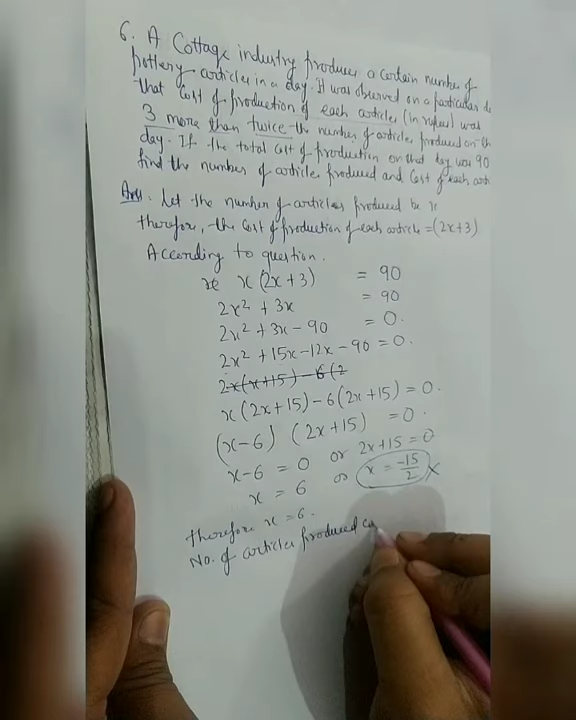 6. A Cottage industry produces a certain number of
pottery articles in a day. It was observed on a particular
that Cost of production of each articles (in rupees) was
3 more than twice the number of articles produced on th
day. If the total cost of production on that day was 90
find the number of articles produced and Cost of each
Ans. Let the number of articles produced be x
therefore, the Cost of production of each article = (2x+3)
According to question.
x(2x+3) = 90
2x² + 3x = 90
2x² + 3x - 90 = 0.
2x² + 15x - 12x - 90 = 0.
2x(x+15) - 6(2
x(2x+15) - 6(2x+15) = 0.
(x-6) (2x+15) = 0.
x-6 = 0 or 2x+15 = 0
x = 6 or x = -15/2 x
therefore x = 6.
No. of articles produced